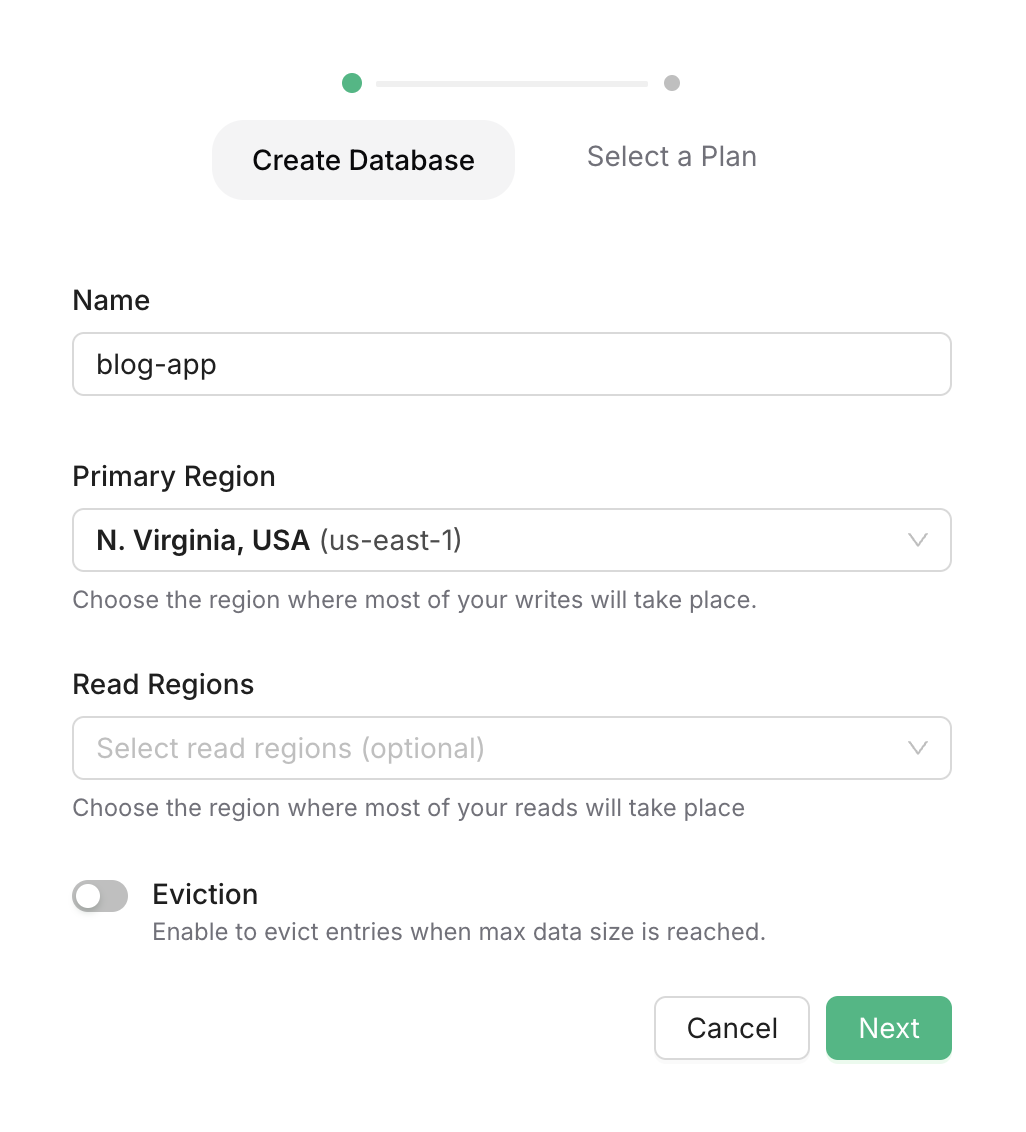 Create Database
Select a Plan
Name
blog-app
Primary Region
N. Virginia, USA (us-east-1)
Choose the region where most of your writes will take place.
Read Regions
Select read regions (optional)
Choose the region where most of your reads will take place
Eviction
Enable to evict entries when max data size is reached.
Cancel
Next